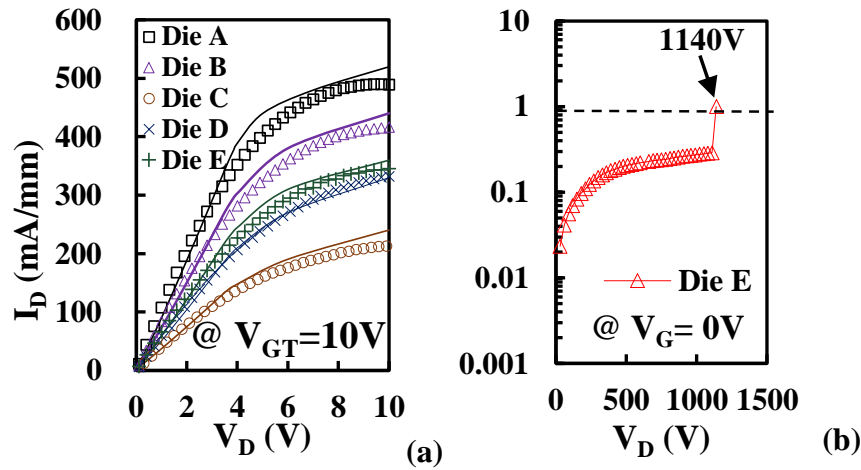 600
500
400
300
200
100
0
I_D (mA/mm)
Die A
Die B
Die C
Die D
Die E
@ V_GT=10V
0 2 4 6 8 10
V_D (V)
(a)
10
1
0.1
0.01
0.001
1140V
Die E
@ V_G= 0V
0 500 1000 1500
V_D (V)
(b)